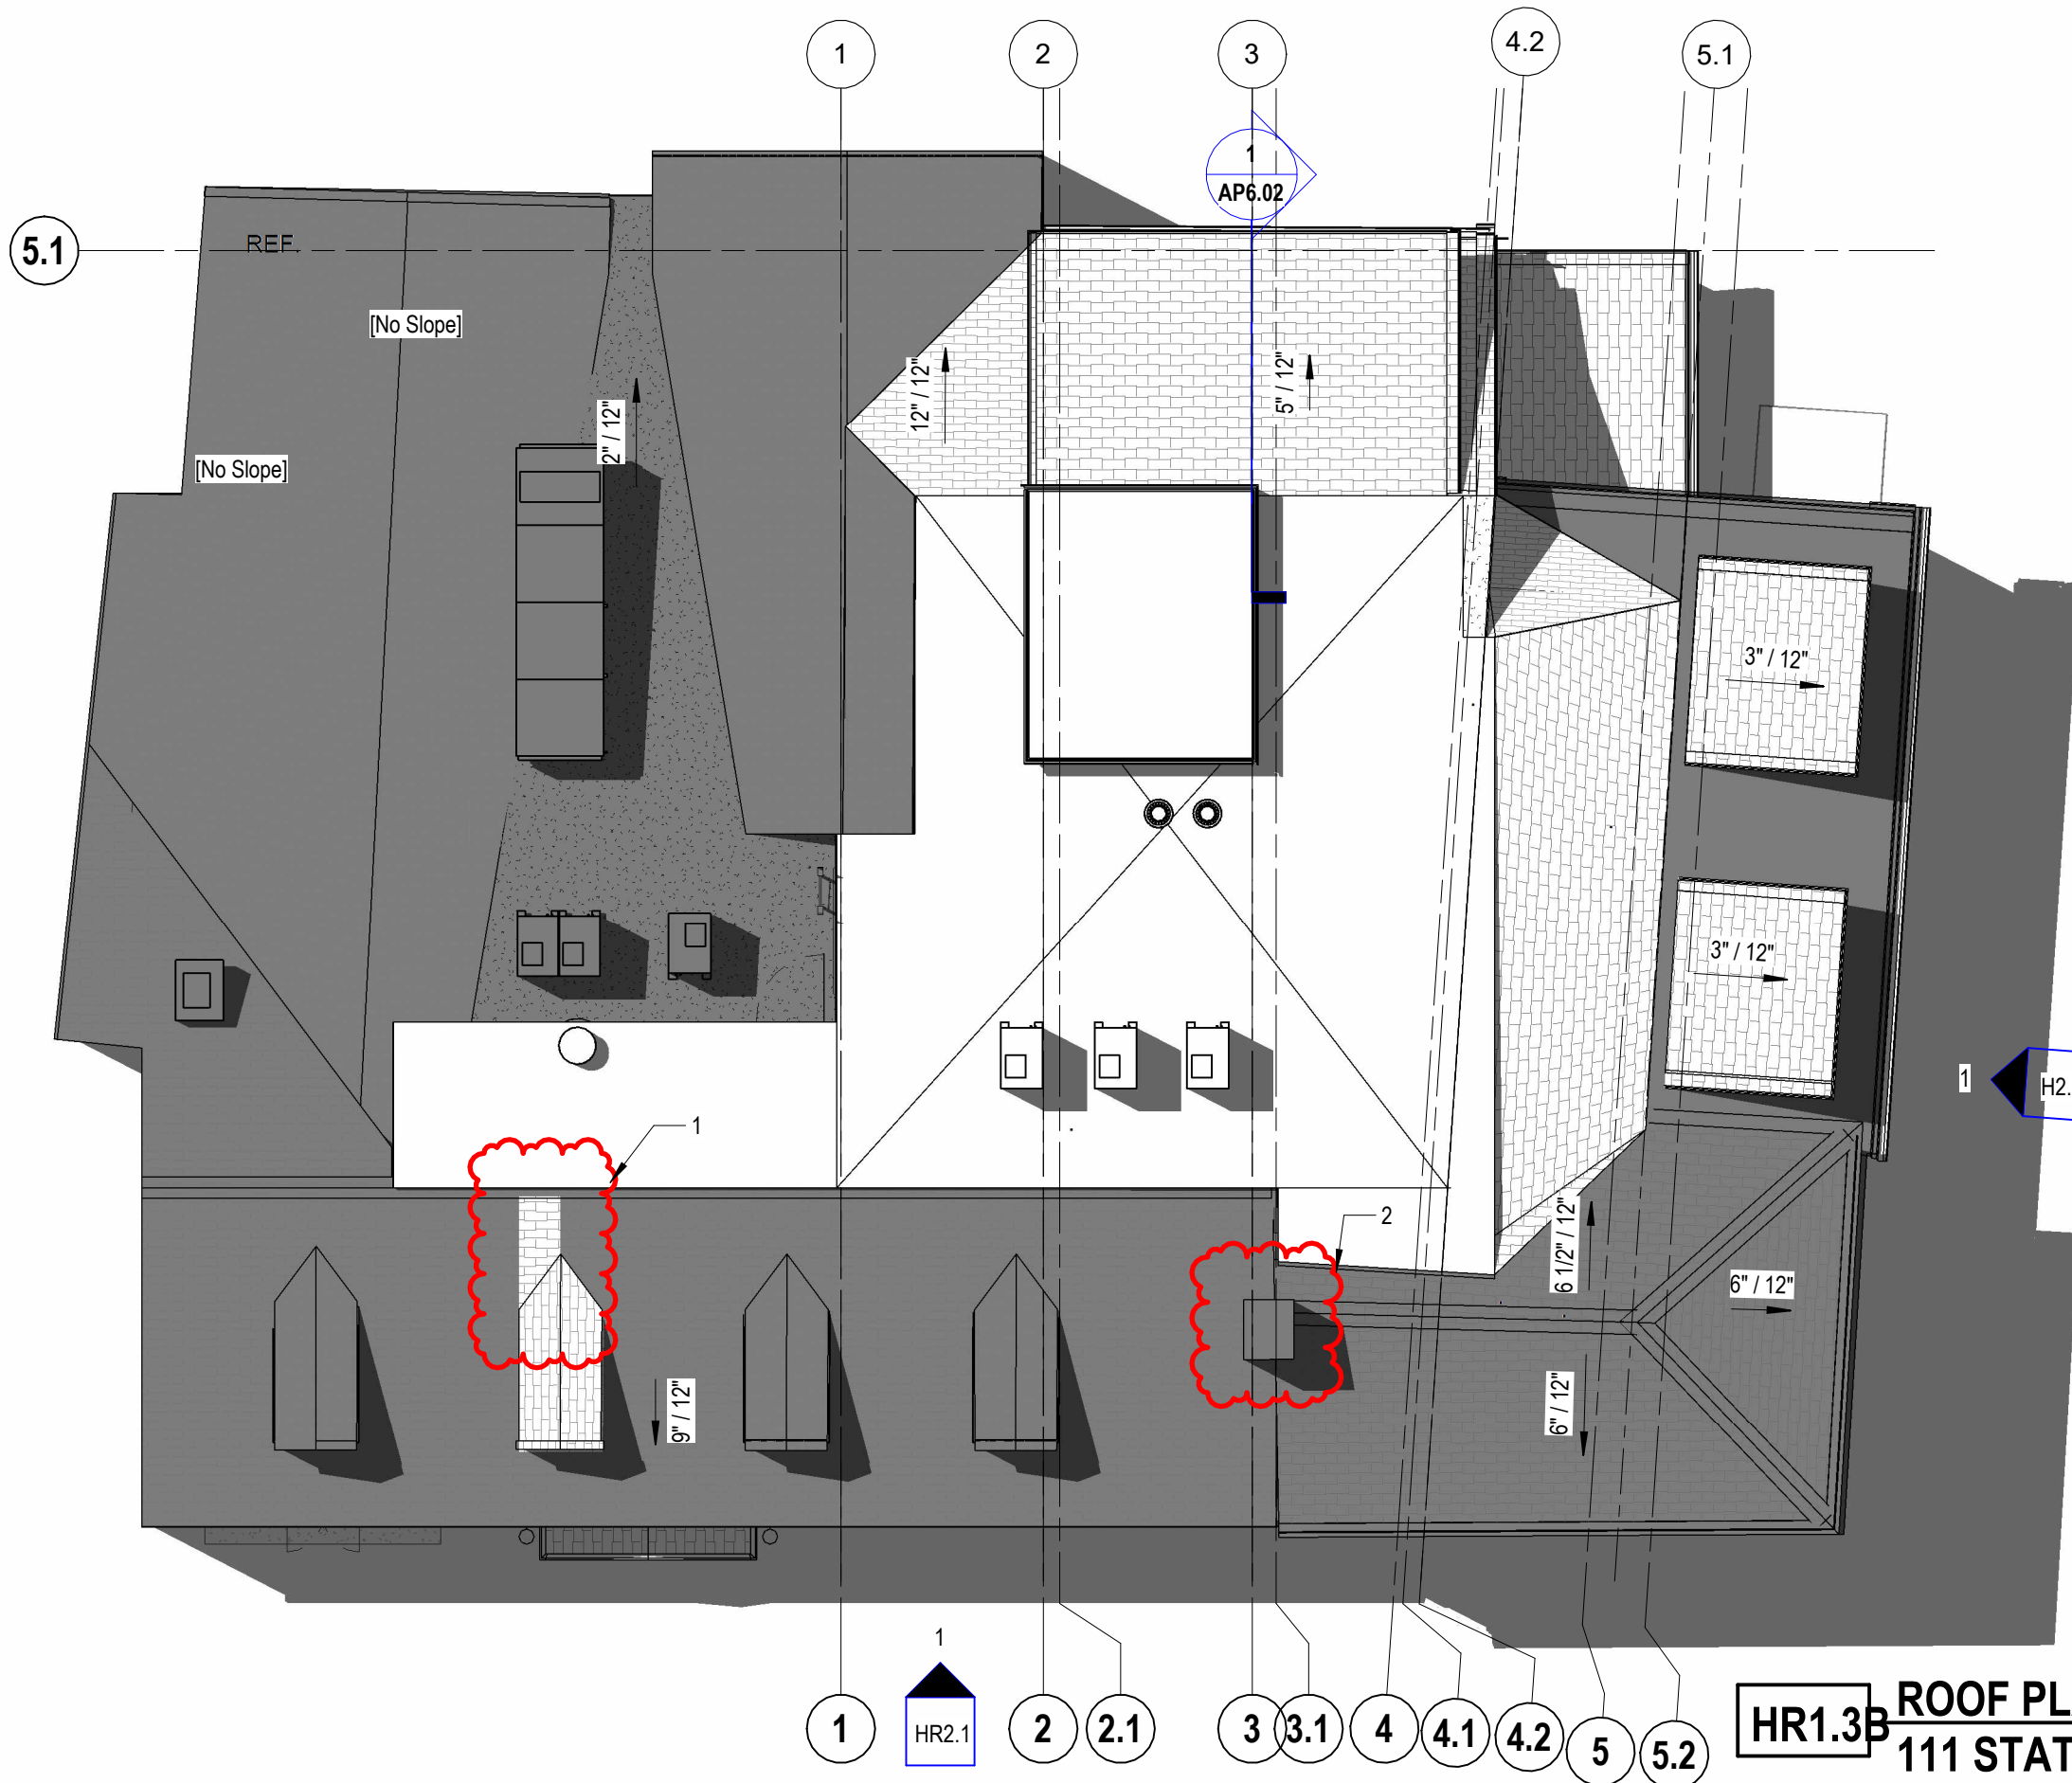 1
2
3
4.2
5.1
1
AP6.02
5.1
REF.
[No Slope]
12" / 12"
5" / 12"
2" / 12"
[No Slope]
3" / 12"
3" / 12"
1
H2.
1
2
6 1/2" / 12"
6" / 12"
9" / 12"
6" / 12"
1
HR2.1
1
2
2.1
3
3.1
4
4.1
4.2
5
5.2
HR1.3B
ROOF PL
111 STAT